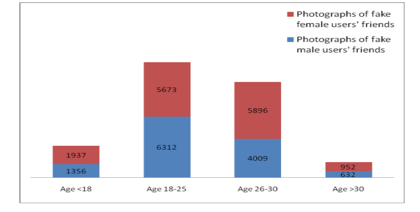 Photographs of fake
female users' friends
Photographs of fake
male users' friends
5673
5896
1937
6312
4009
952
1356
632
Age <18
Age 18-25
Age 26-30
Age >30